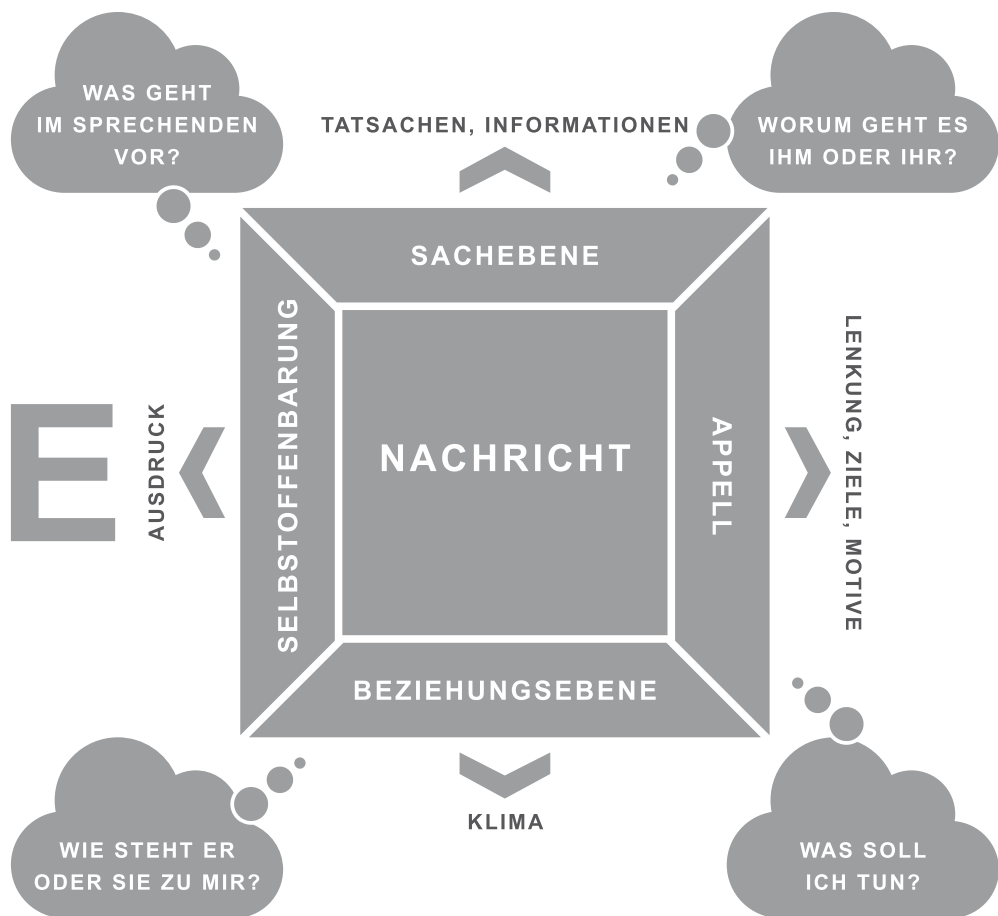 WAS GEHT
IM SPRECHENDEN
VOR?
TATSACHEN, INFORMATIONEN
WORUM GEHT ES
IHM ODER IHR?
SACHEBENE
E
AUSDRUCK
SELBSTOFFENBARUNG
NACHRICHT
APPELL
LENKUNG, ZIELE, MOTIVE
BEZIEHUNGSEBENE
KLIMA
WIE STEHT ER
ODER SIE ZU MIR?
WAS SOLL
ICH TUN?